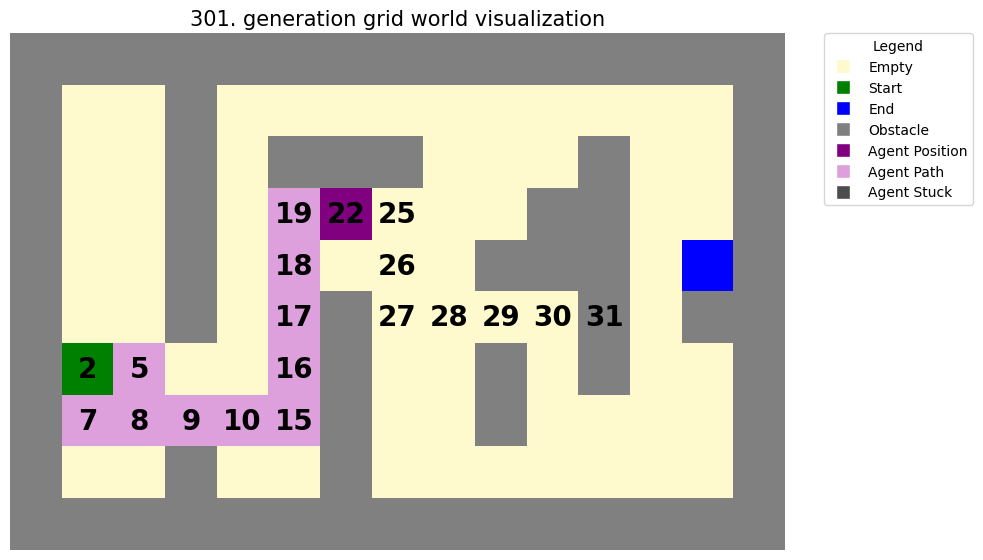 301. generation grid world visualization
Legend
Empty
Start
End
Obstacle
Agent Position
Agent Path
Agent Stuck
19 22 25
18 26
17 27 28 29 30 31
2 5 16
7 8 9 10 15